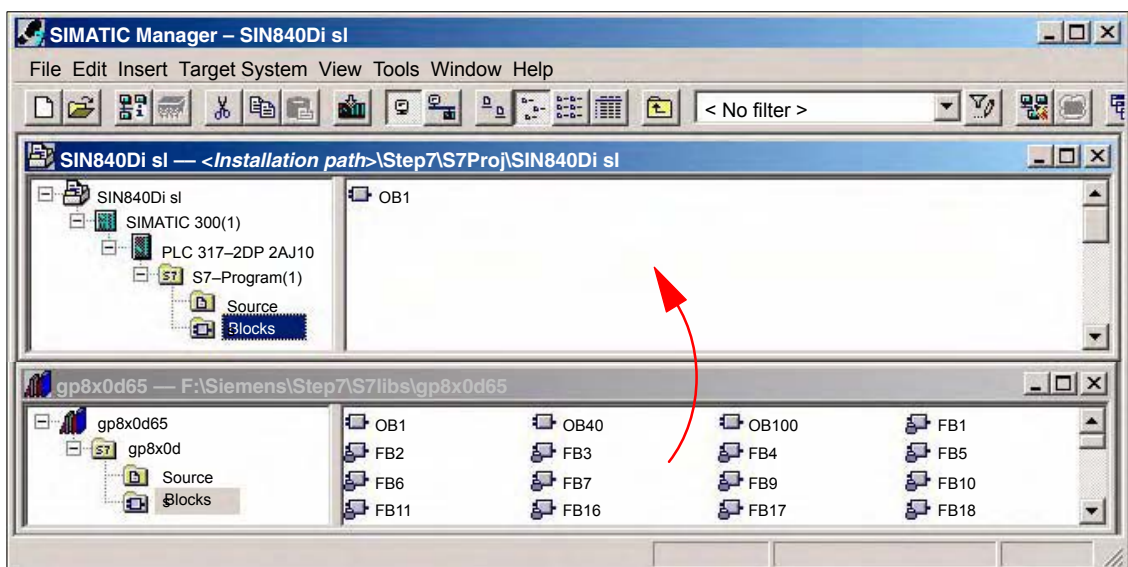 SIMATIC Manager – SIN840Di sl
File Edit Insert Target System View Tools Window Help
< No filter >
SIN840Di sl — <Installation path>\Step7\S7Proj\SIN840Di sl
SIN840Di sl
SIMATIC 300(1)
PLC 317–2DP 2AJ10
S7 S7–Program(1)
Source
Blocks
OB1
gp8x0d65 — F:\Siemens\Step7\S7libs\gp8x0d65
gp8x0d65
S7 gp8x0d
Source
Blocks
OB1 OB40 OB100 FB1
FB2 FB3 FB4 FB5
FB6 FB7 FB9 FB10
FB11 FB16 FB17 FB18